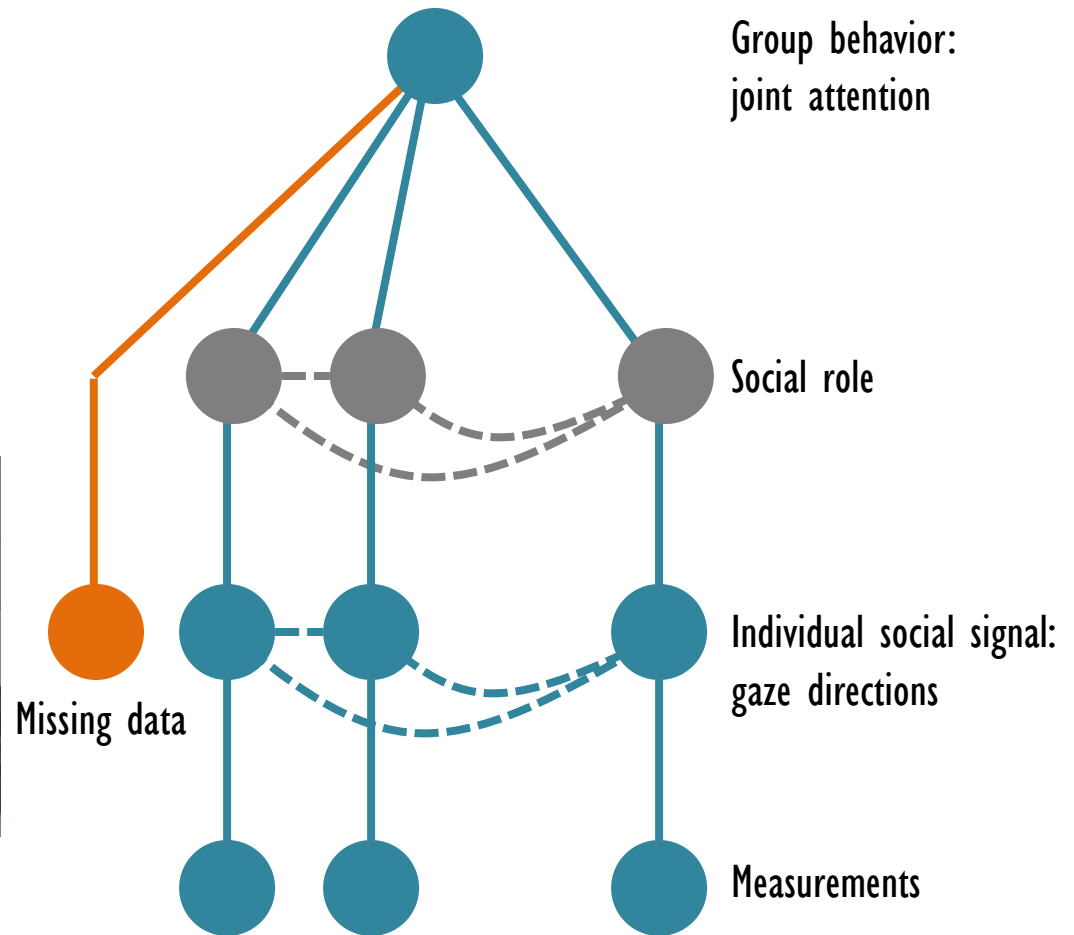 Group behavior:
joint attention
Social role
Individual social signal:
gaze directions
Missing data
Measurements